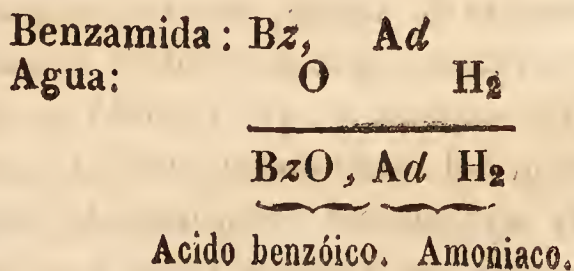 Benzamida: Bz, Ad
Agua: O H₂
BzO, Ad H₂
Acido benzóico. Amoniaco.